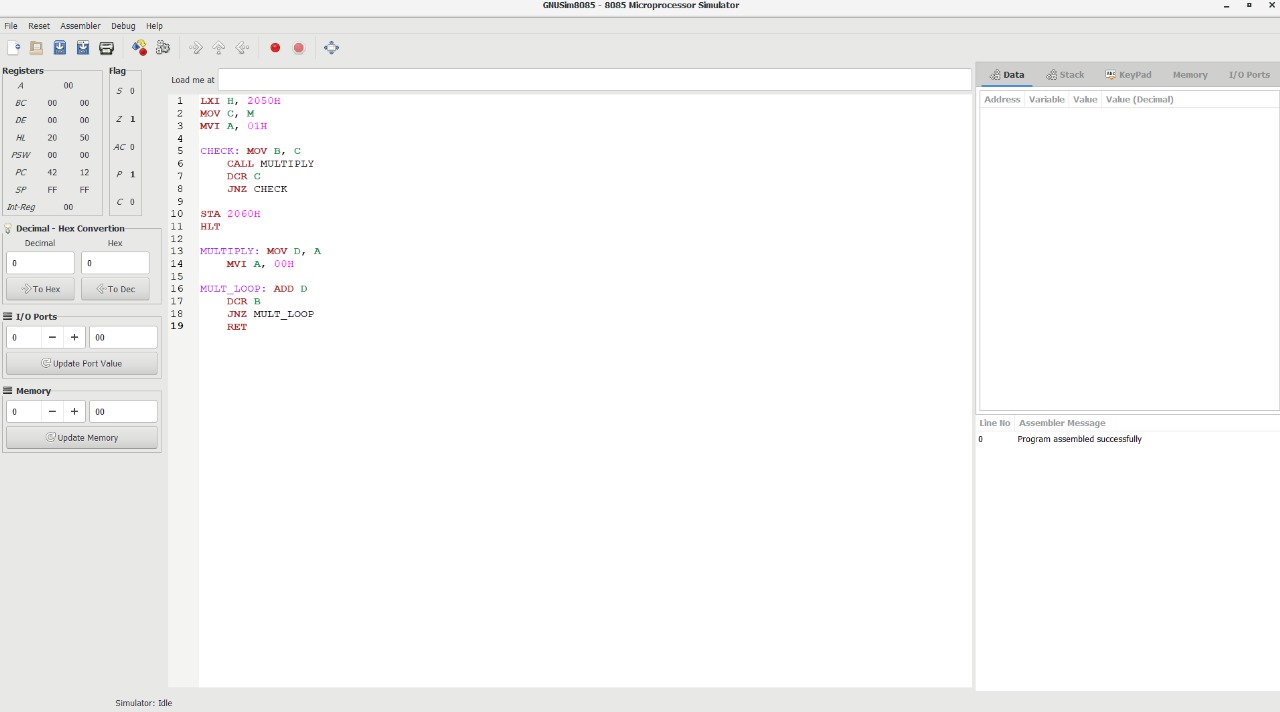 GNUSim8085 - 8085 Microprocessor Simulator
File Reset Assembler Debug Help
Registers
A 00
BC 00 00
DE 00 00
HL 20 50
PSW 00 00
PC 42 12
SP FF FF
Int-Reg 00
Flag
S 0
Z 1
AC 0
P 1
C 0
Decimal - Hex Convertion
Decimal Hex
0 0
To Hex To Dec
I/O Ports
0 − + 00
Update Port Value
Memory
0 − + 00
Update Memory
Load me at
1 LXI H, 2050H
2 MOV C, M
3 MVI A, 01H
4
5 CHECK: MOV B, C
6 CALL MULTIPLY
7 DCR C
8 JNZ CHECK
9
10 STA 2060H
11 HLT
12
13 MULTIPLY: MOV D, A
14 MVI A, 00H
15
16 MULT_LOOP: ADD D
17 DCR B
18 JNZ MULT_LOOP
19 RET
Data Stack KeyPad Memory I/O Ports
Address Variable Value Value (Decimal)
Line No Assembler Message
0 Program assembled successfully
Simulator: Idle